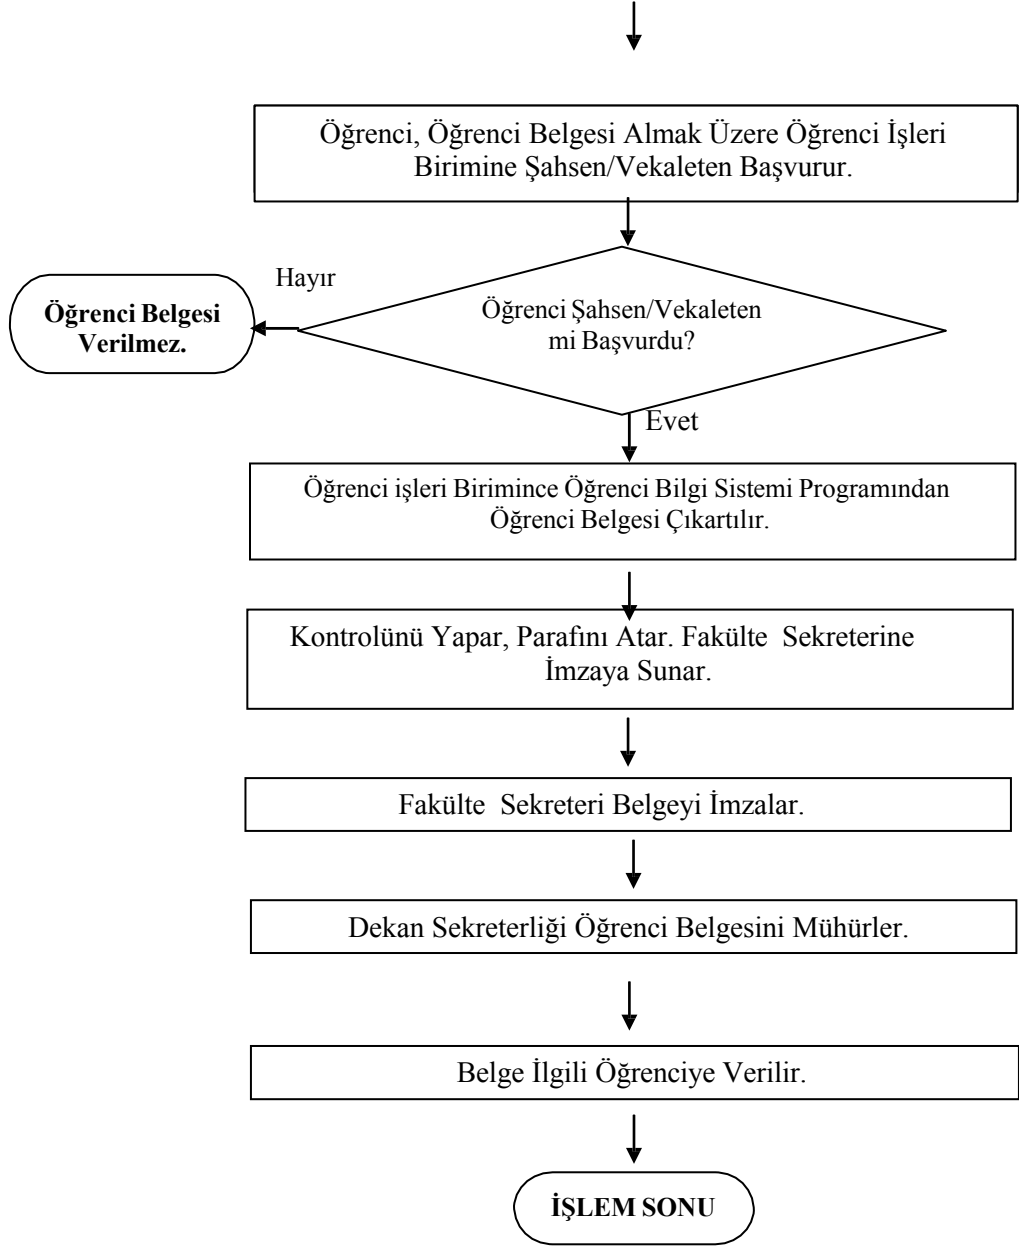 Öğrenci, Öğrenci Belgesi Almak Üzere Öğrenci İşleri
Birimine Şahsen/Vekaleten Başvurur.
Hayır
Öğrenci Belgesi
Verilmez.
Öğrenci Şahsen/Vekaleten
mi Başvurdu?
Evet
Öğrenci işleri Birimince Öğrenci Bilgi Sistemi Programından
Öğrenci Belgesi Çıkartılır.
Kontrolünü Yapar, Parafını Atar. Fakülte Sekreterine
İmzaya Sunar.
Fakülte Sekreteri Belgeyi İmzalar.
Dekan Sekreterliği Öğrenci Belgesini Mühürler.
Belge İlgili Öğrenciye Verilir.
İŞLEM SONU